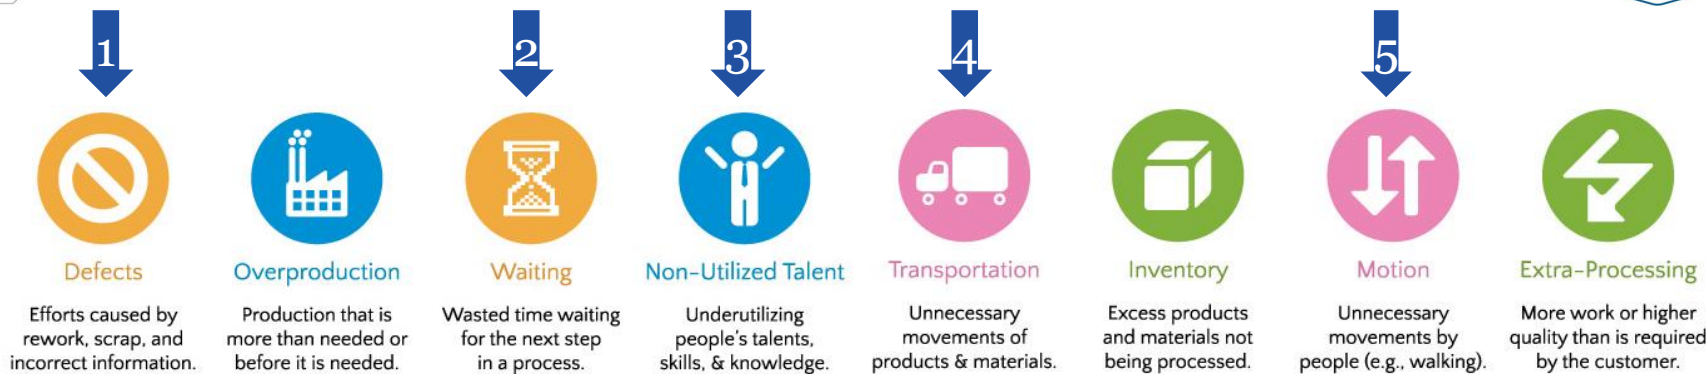 1
2
3
4
5
Defects
Efforts caused by
rework, scrap, and
incorrect information.
Overproduction
Production that is
more than needed or
before it is needed.
Waiting
Wasted time waiting
for the next step
in a process.
Non-Utilized Talent
Underutilizing
people's talents,
skills, & knowledge.
Transportation
Unnecessary
movements of
products & materials.
Inventory
Excess products
and materials not
being processed.
Motion
Unnecessary
movements by
people (e.g., walking).
Extra-Processing
More work or higher
quality than is required
by the customer.